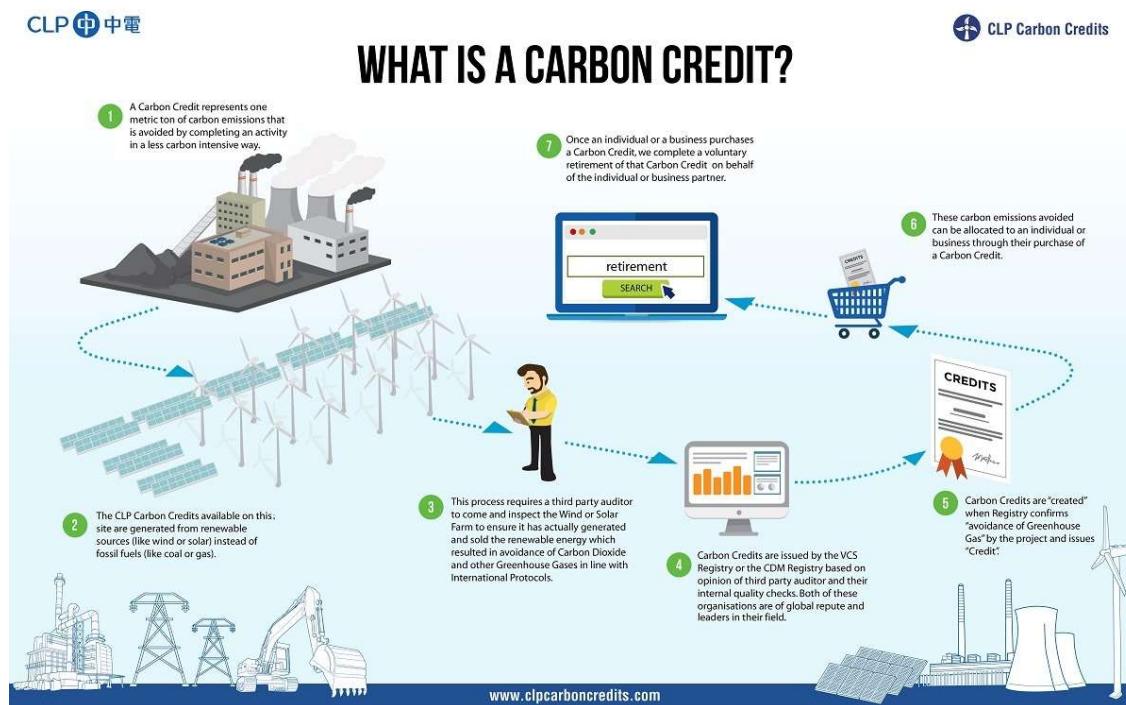 CLP 中電
CLP Carbon Credits
WHAT IS A CARBON CREDIT?
1
A Carbon Credit represents one
metric ton of carbon emissions that
is avoided by completing an activity
in a less carbon intensive way.
2
The CLP Carbon Credits available on this
site are generated from renewable
sources (like wind or solar) instead of
fossil fuels (like coal or gas).
3
This process requires a third party auditor
to come and inspect the Wind or Solar
Farm to ensure it has actually generated
and sold the renewable energy which
resulted in avoidance of Carbon Dioxide
and other Greenhouse Gases in line with
International Protocols.
4
Carbon Credits are issued by the VCS
Registry or the CDM Registry based on
opinion of third party auditor and their
internal quality checks. Both of these
organisations are of global repute and
leaders in their field.
CREDITS
5
Carbon Credits are “created”
when Registry confirms
“avoidance of Greenhouse
Gas” by the project and issues
“Credit”.
6
These carbon emissions avoided
can be allocated to an individual or
business through their purchase of
a Carbon Credit.
CREDITS
7
Once an individual or a business purchases
a Carbon Credit, we complete a voluntary
retirement of that Carbon Credit on behalf
of the individual or business partner.
retirement
SEARCH
www.clpcarboncredits.com